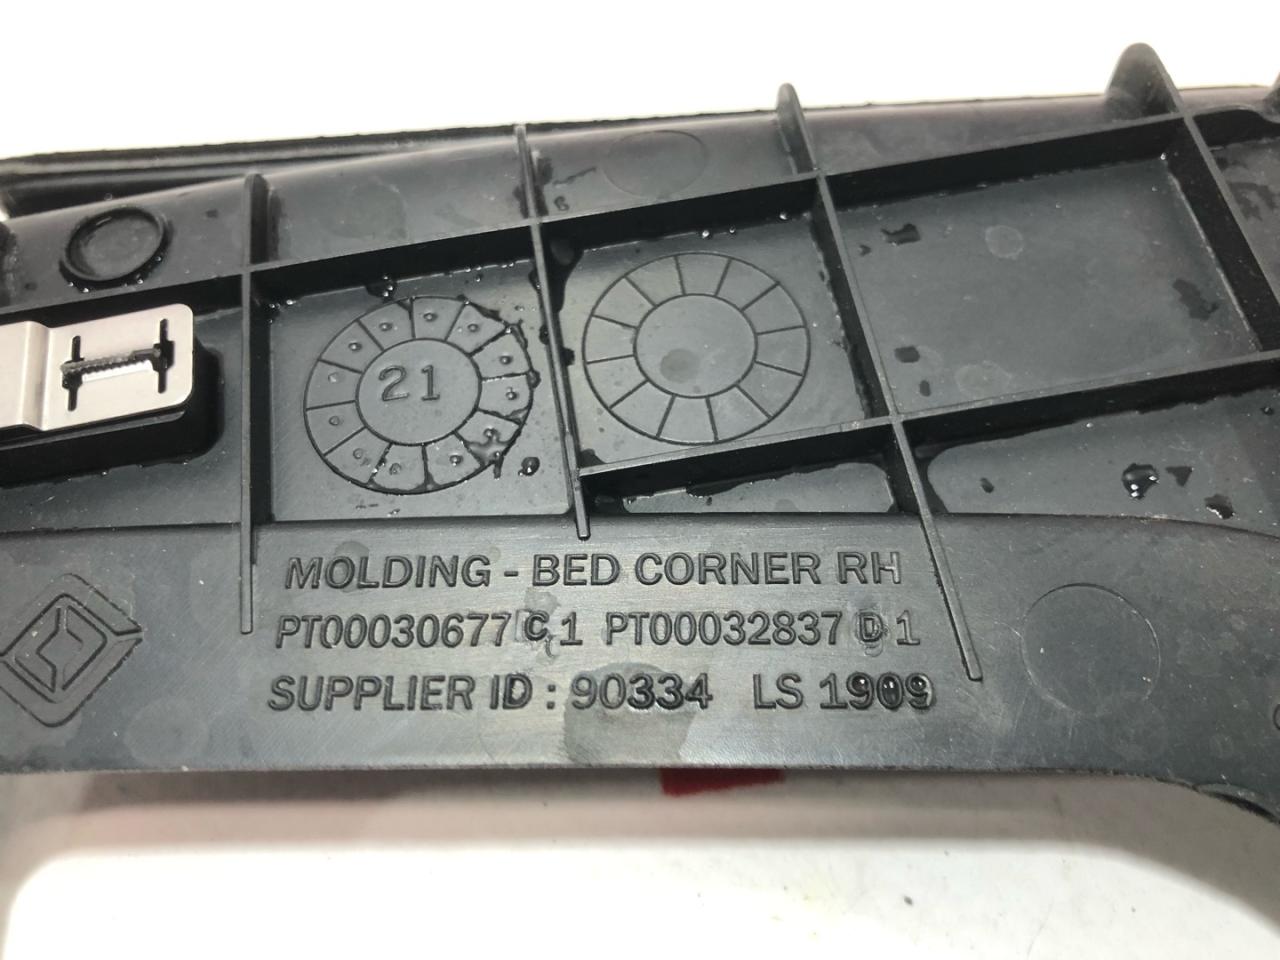 21
MOLDING - BED CORNER RH
PT00030677 C 1 PT00032837 D 1
SUPPLIER ID : 90334 LS 1909